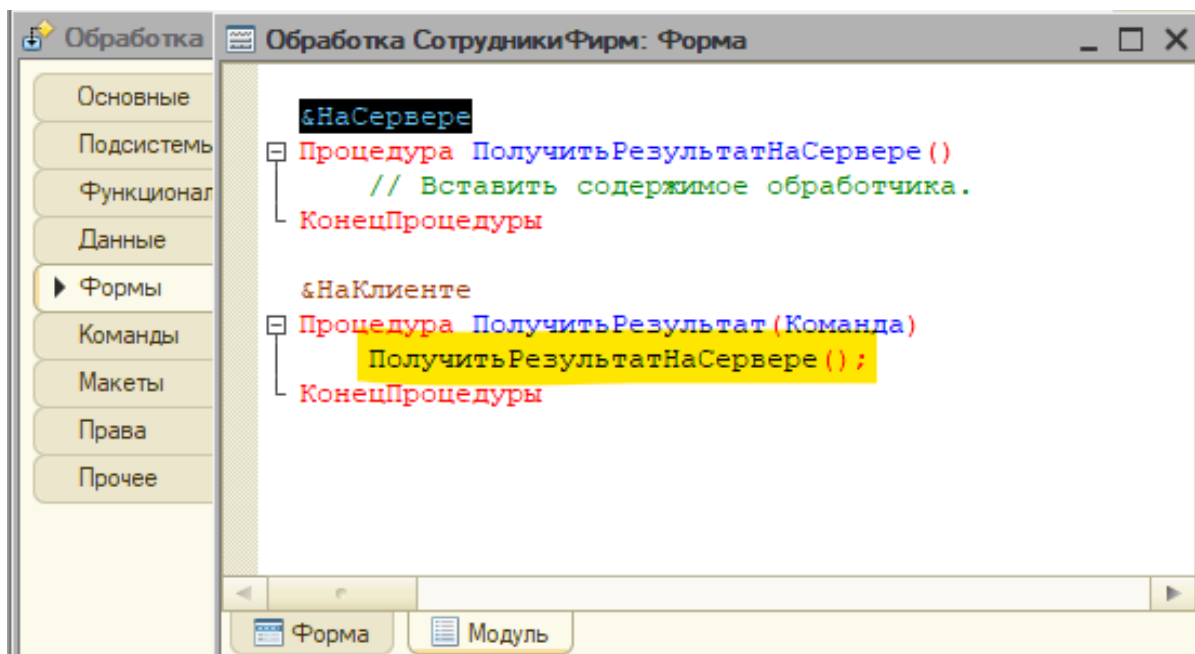 Обработка
Обработка СотрудникиФирм: Форма
Основные
Подсистемь
Функционал
Данные
Формы
Команды
Макеты
Права
Прочее
&НаСервере
Процедура ПолучитьРезультатНаСервере()
// Вставить содержимое обработчика.
КонецПроцедуры
&НаКлиенте
Процедура ПолучитьРезультат(Команда)
ПолучитьРезультатНаСервере();
КонецПроцедуры
Форма
Модуль